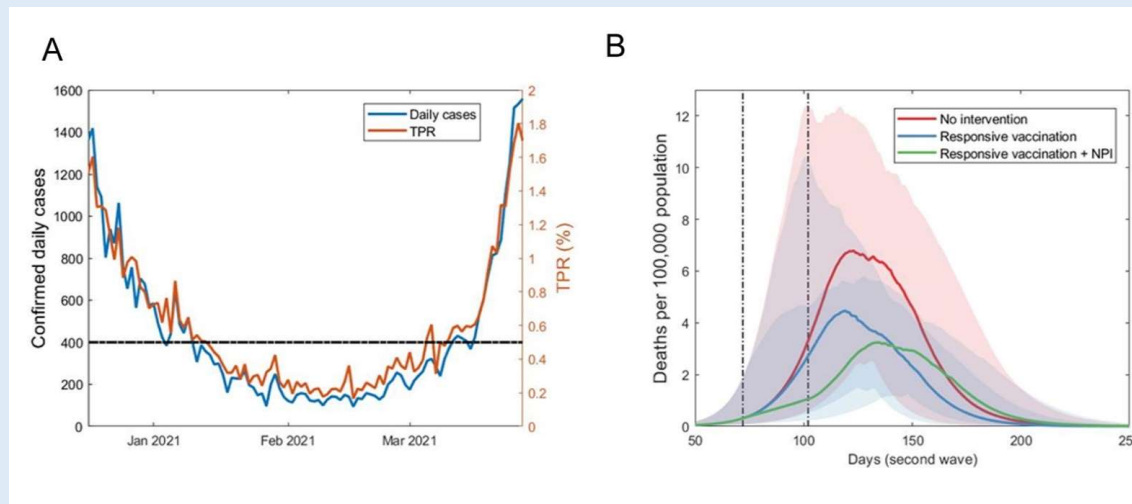 A
Confirmed daily cases
1600
1400
1200
1000
800
600
400
200
0
Daily cases
TPR
2
1.8
1.6
1.4
1.2
1
0.8
0.6
0.4
0.2
0
TPR (%)
Jan 2021 Feb 2021 Mar 2021
B
Deaths per 100,000 population
12
10
8
6
4
2
0
No intervention
Responsive vaccination
Responsive vaccination + NPI
50 100 150 200 25
Days (second wave)